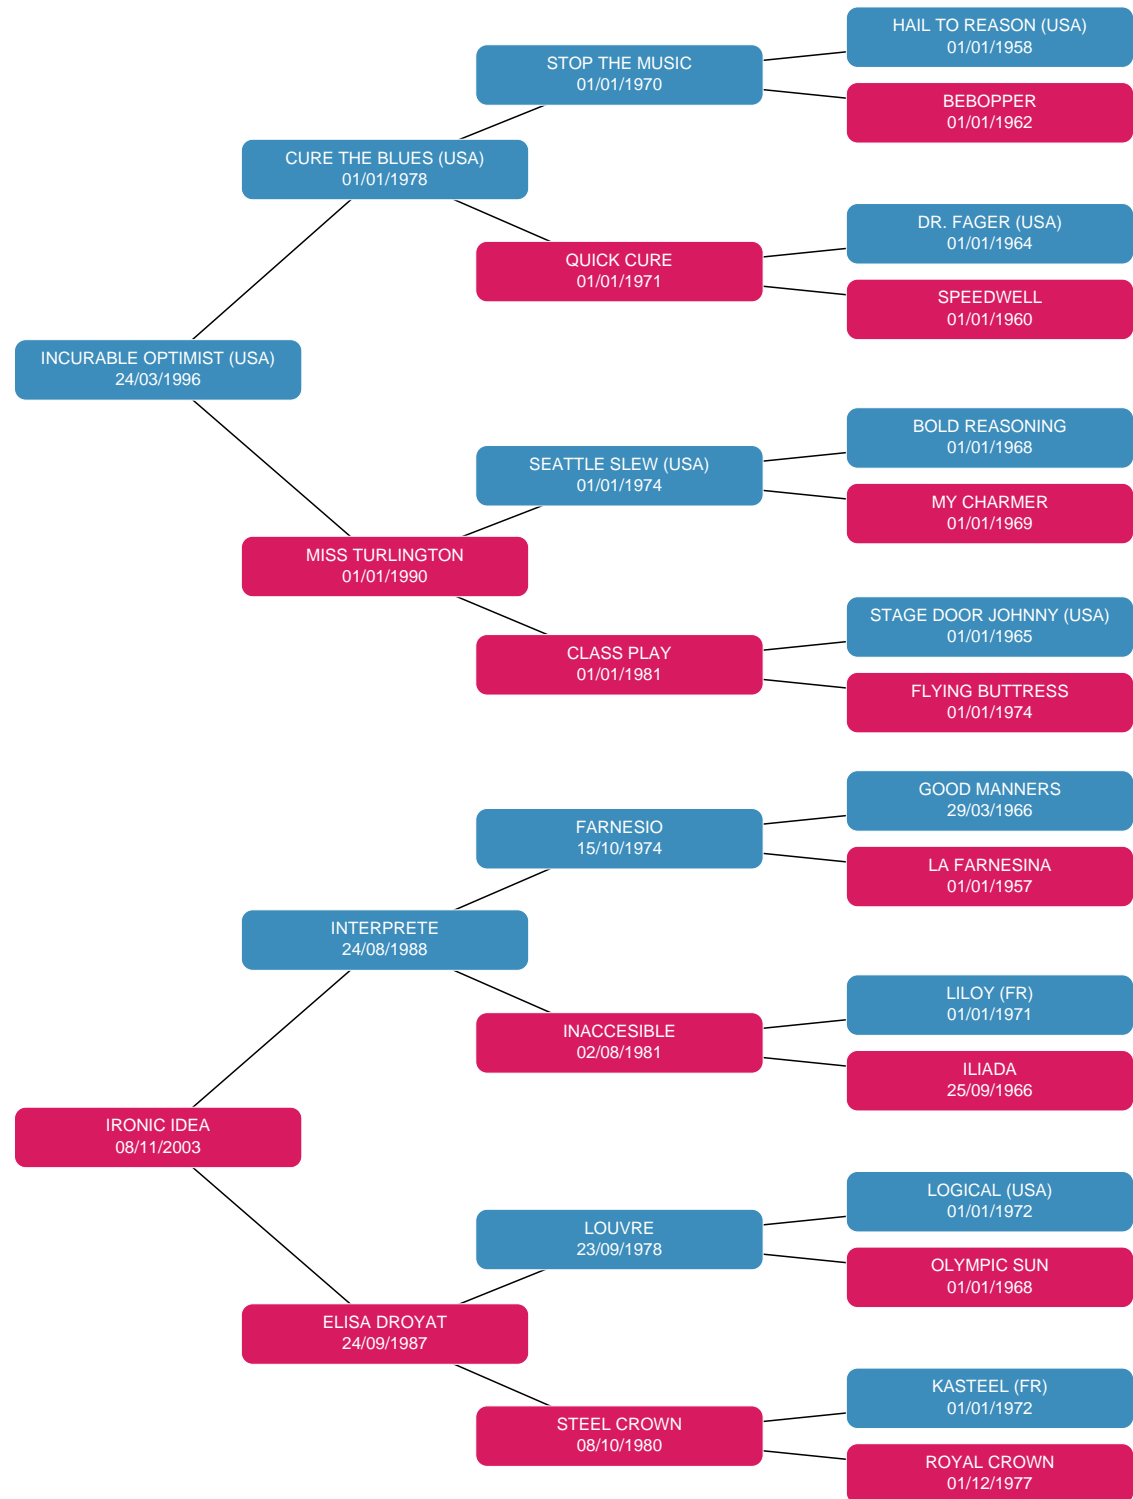 HAIL TO REASON (USA)
01/01/1958
STOP THE MUSIC
01/01/1970
BEBOPPER
01/01/1962
CURE THE BLUES (USA)
01/01/1978
DR. FAGER (USA)
01/01/1964
QUICK CURE
01/01/1971
SPEEDWELL
01/01/1960
INCURABLE OPTIMIST (USA)
24/03/1996
BOLD REASONING
01/01/1968
SEATTLE SLEW (USA)
01/01/1974
MY CHARMER
01/01/1969
MISS TURLINGTON
01/01/1990
STAGE DOOR JOHNNY (USA)
01/01/1965
CLASS PLAY
01/01/1981
FLYING BUTTRESS
01/01/1974
GOOD MANNERS
29/03/1966
FARNESIO
15/10/1974
LA FARNESINA
01/01/1957
INTERPRETE
24/08/1988
LILOY (FR)
01/01/1971
INACCESIBLE
02/08/1981
ILIADA
25/09/1966
IRONIC IDEA
08/11/2003
LOGICAL (USA)
01/01/1972
LOUVRE
23/09/1978
OLYMPIC SUN
01/01/1968
ELISA DROYAT
24/09/1987
KASTEEL (FR)
01/01/1972
STEEL CROWN
08/10/1980
ROYAL CROWN
01/12/1977